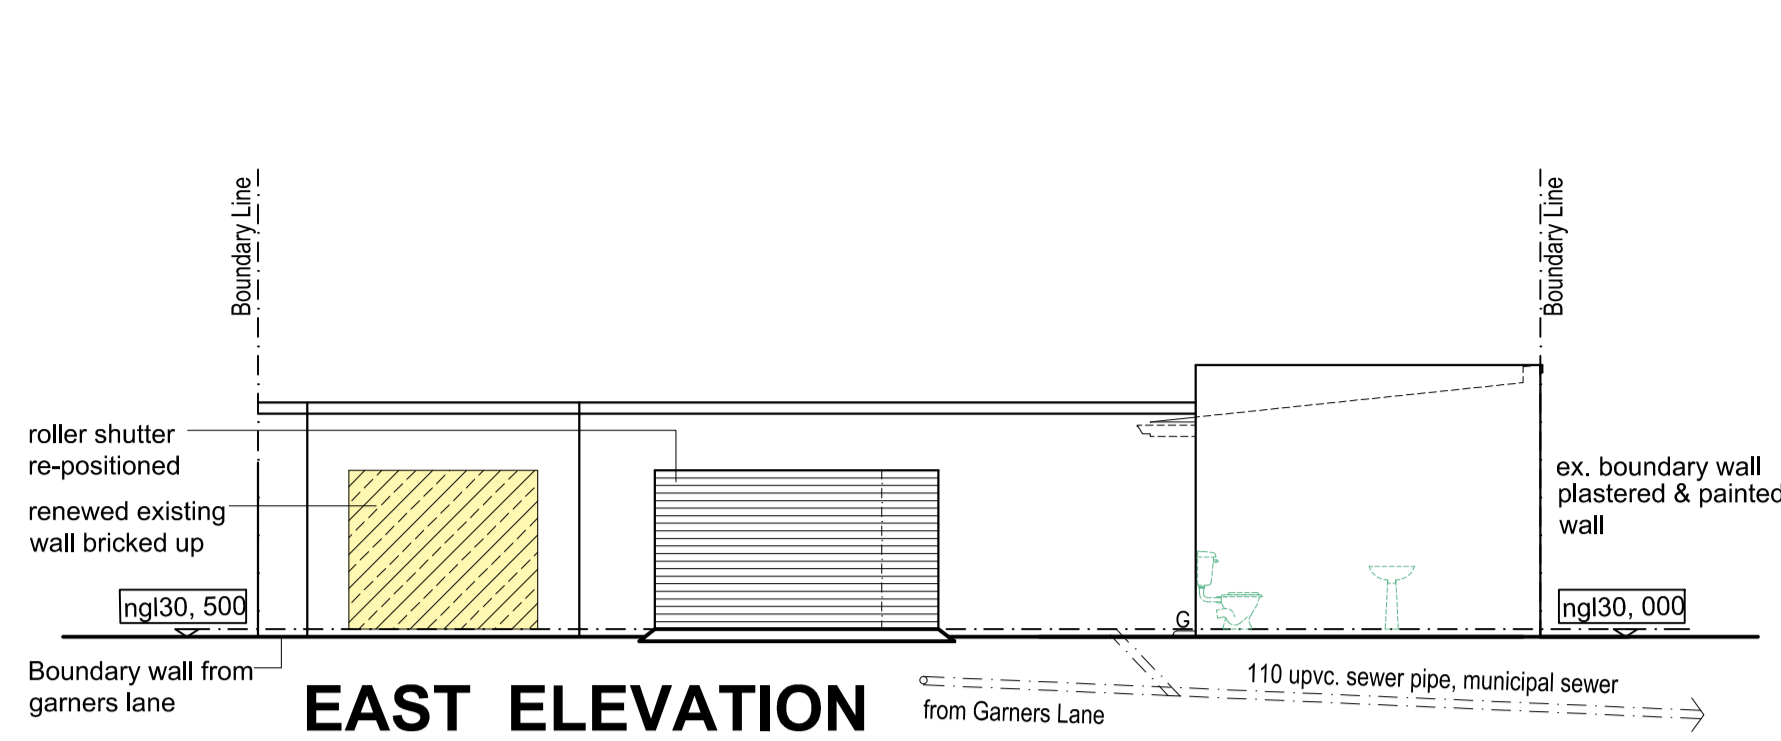 Boundary Line
Boundary Line
roller shutter
re-positioned
renewed existing
wall bricked up
ex. boundary wall
plastered & painted
wall
ngl30, 500
ngl30, 000
G
Boundary wall from
garners lane
EAST ELEVATION
110 upvc. sewer pipe, municipal sewer
from Garners Lane